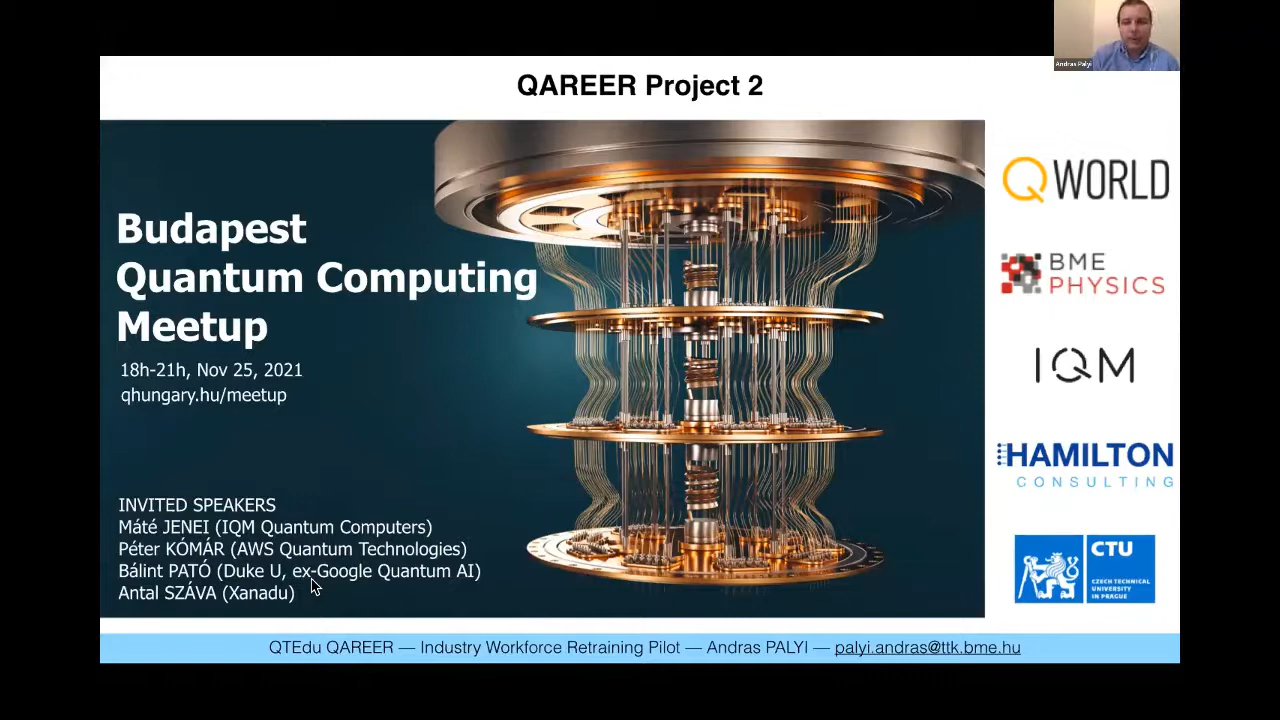 Andras Palyi
QAREER Project 2
Budapest
Quantum Computing
Meetup
18h-21h, Nov 25, 2021
qhungary.hu/meetup
INVITED SPEAKERS
Máté JENEI (IQM Quantum Computers)
Péter KÓMÁR (AWS Quantum Technologies)
Bálint PATÓ (Duke U, ex-Google Quantum AI)
Antal SZÁVA (Xanadu)
QWORLD
BME
PHYSICS
IQM
HAMILTON
CONSULTING
CTU
CZECH TECHNICAL
UNIVERSITY
IN PRAGUE
QTEdu QAREER — Industry Workforce Retraining Pilot — Andras PALYI — palyi.andras@ttk.bme.hu